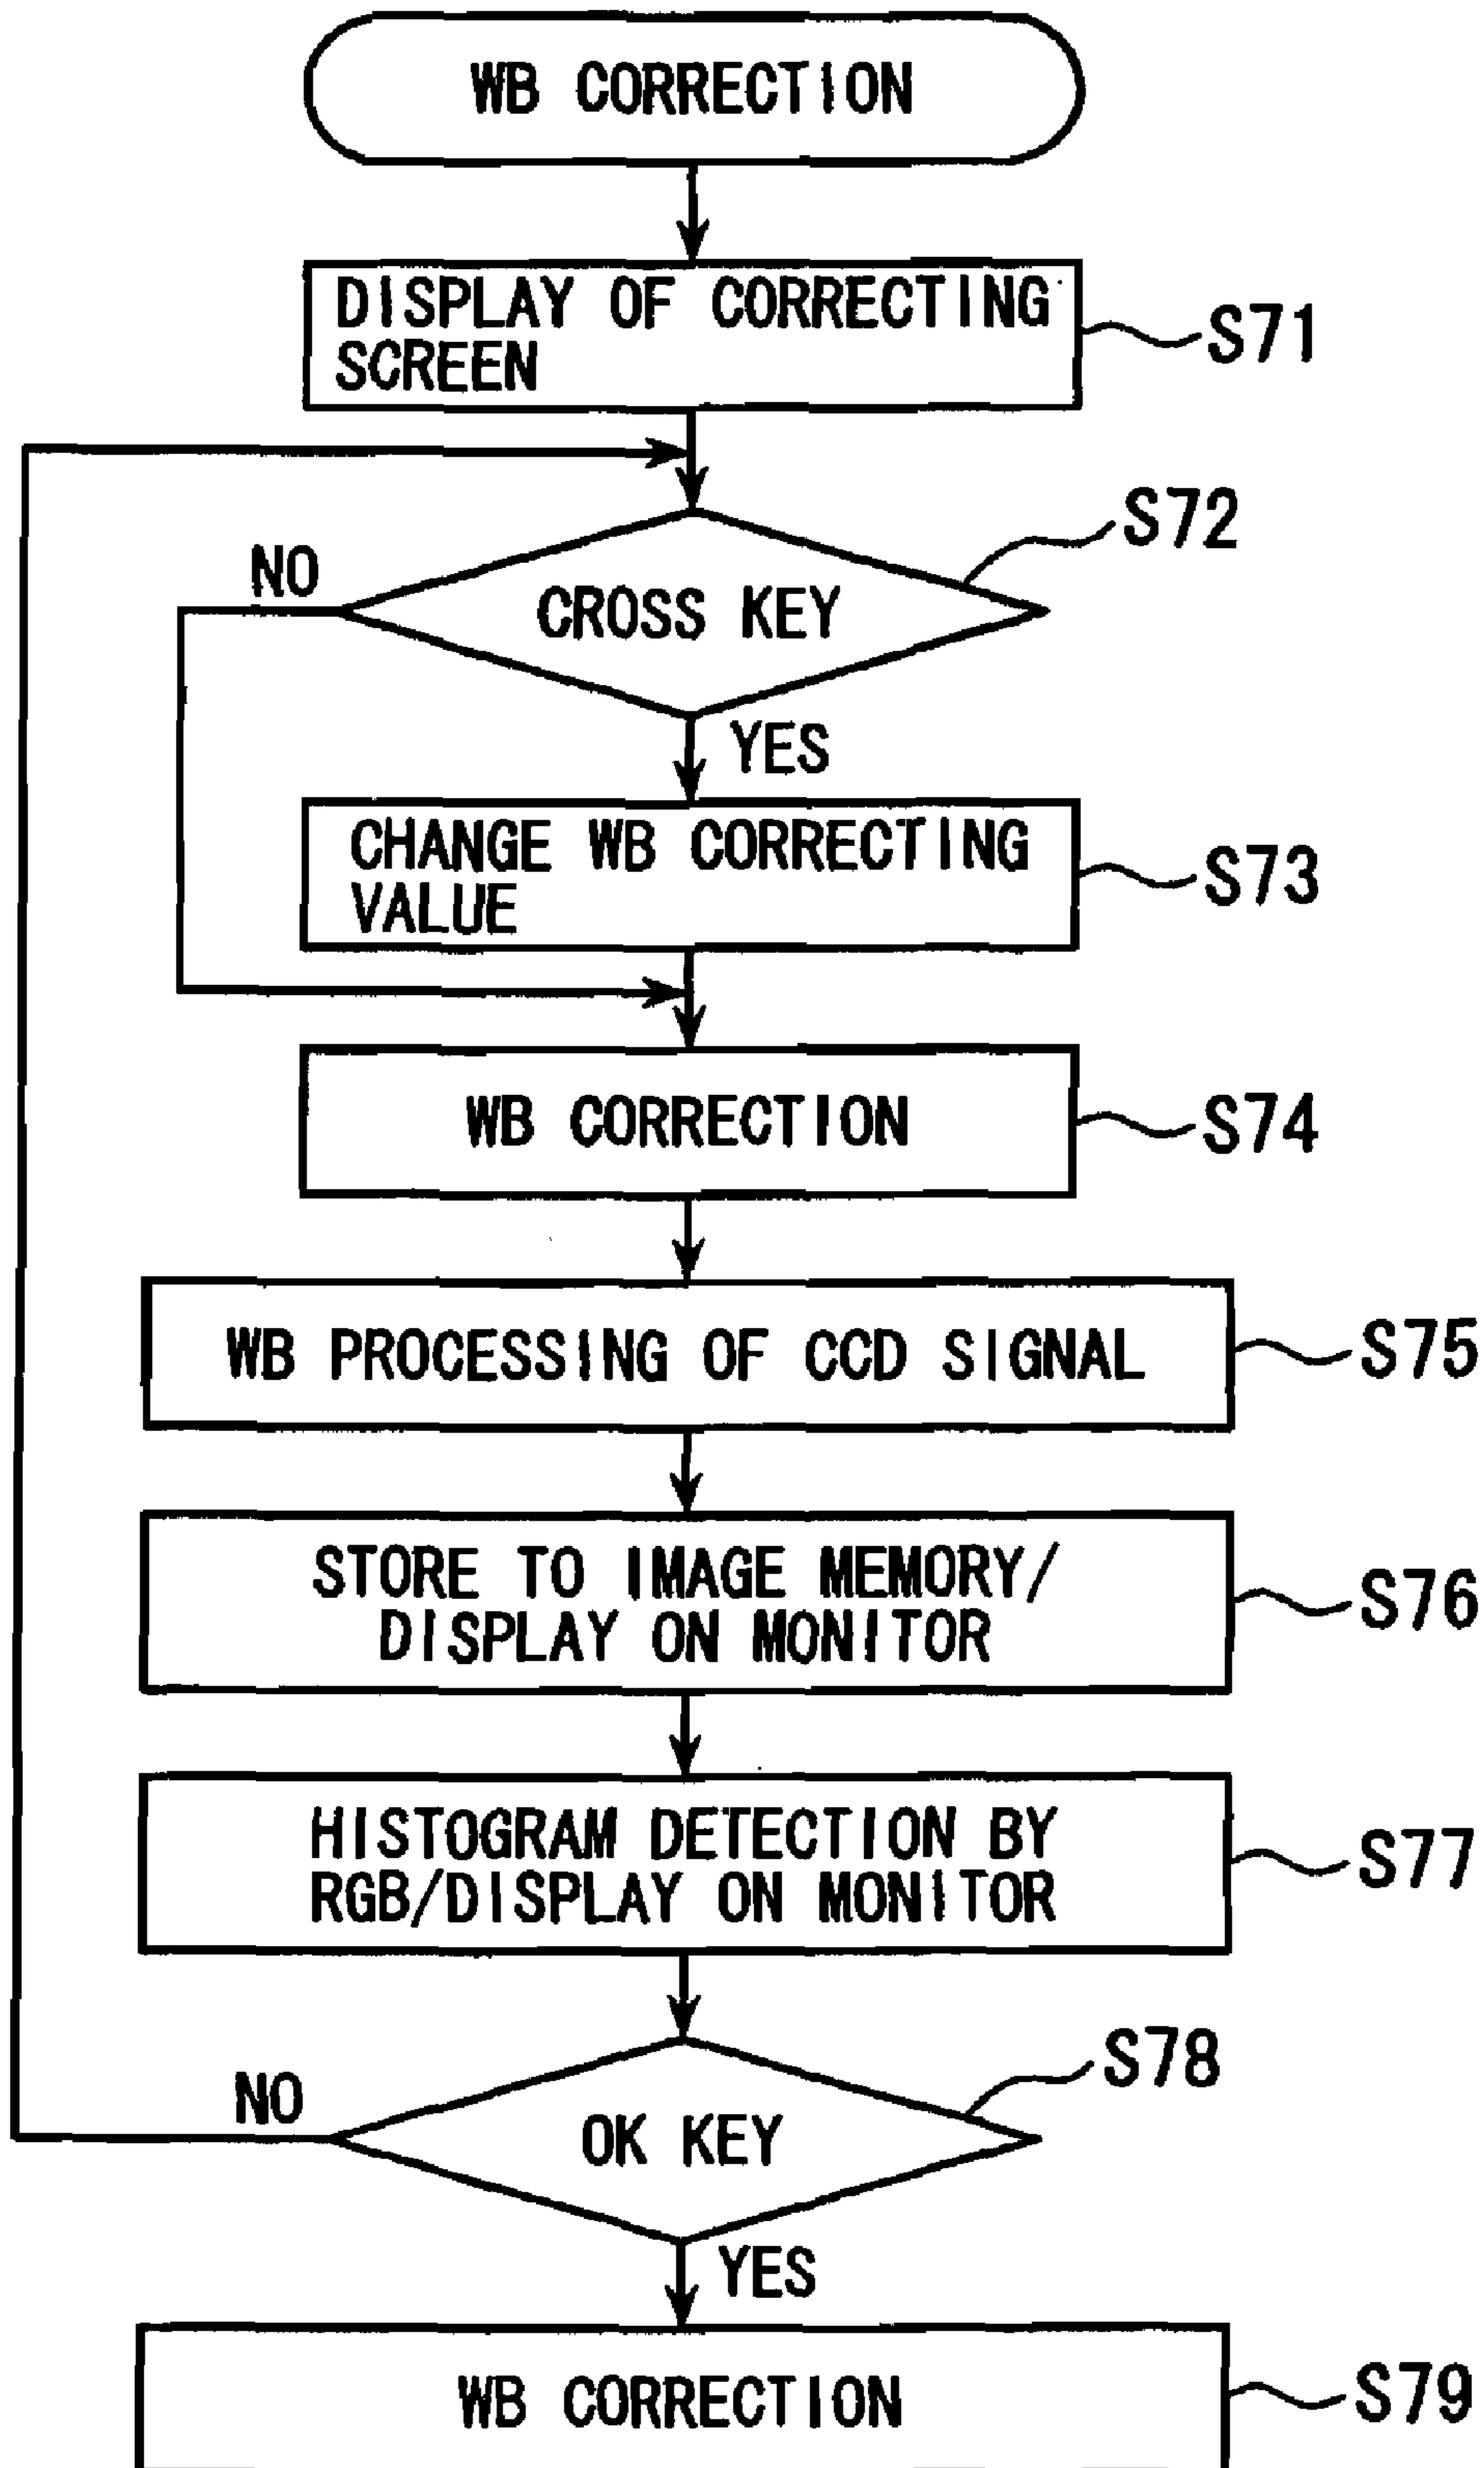 WB CORRECTION
DISPLAY OF CORRECTING
SCREEN
S71
S72
NO
CROSS KEY
YES
CHANGE WB CORRECTING
VALUE
S73
WB CORRECTION
S74
WB PROCESSING OF CCD SIGNAL
S75
STORE TO IMAGE MEMORY/
DISPLAY ON MONITOR
S76
HISTOGRAM DETECTION BY
RGB/DISPLAY ON MONITOR
S77
S78
NO
OK KEY
YES
WB CORRECTION
S79